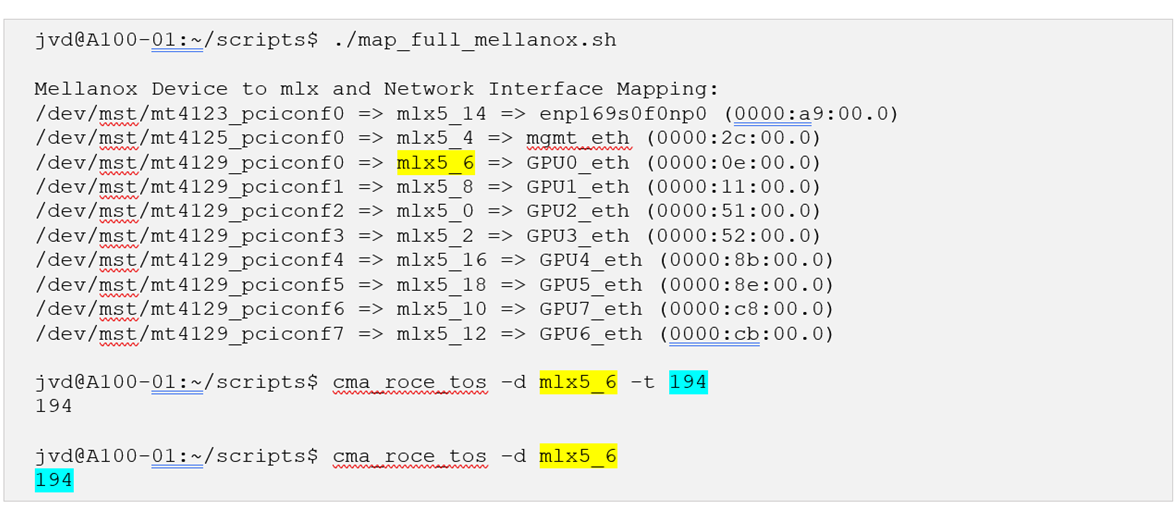 jvd@A100-01:~/scripts$ ./map_full_mellanox.sh
Mellanox Device to mlx and Network Interface Mapping:
/dev/mst/mt4123_pciconf0 => mlx5_14 => enp169s0f0np0 (0000:a9:00.0)
/dev/mst/mt4125_pciconf0 => mlx5_4 => mgmt_eth (0000:2c:00.0)
/dev/mst/mt4129_pciconf0 => mlx5_6 => GPU0_eth (0000:0e:00.0)
/dev/mst/mt4129_pciconf1 => mlx5_8 => GPU1_eth (0000:11:00.0)
/dev/mst/mt4129_pciconf2 => mlx5_0 => GPU2_eth (0000:51:00.0)
/dev/mst/mt4129_pciconf3 => mlx5_2 => GPU3_eth (0000:52:00.0)
/dev/mst/mt4129_pciconf4 => mlx5_16 => GPU4_eth (0000:8b:00.0)
/dev/mst/mt4129_pciconf5 => mlx5_18 => GPU5_eth (0000:8e:00.0)
/dev/mst/mt4129_pciconf6 => mlx5_10 => GPU7_eth (0000:c8:00.0)
/dev/mst/mt4129_pciconf7 => mlx5_12 => GPU6_eth (0000:cb:00.0)
jvd@A100-01:~/scripts$ cma_roce_tos -d mlx5_6 -t 194
194
jvd@A100-01:~/scripts$ cma_roce_tos -d mlx5_6
194